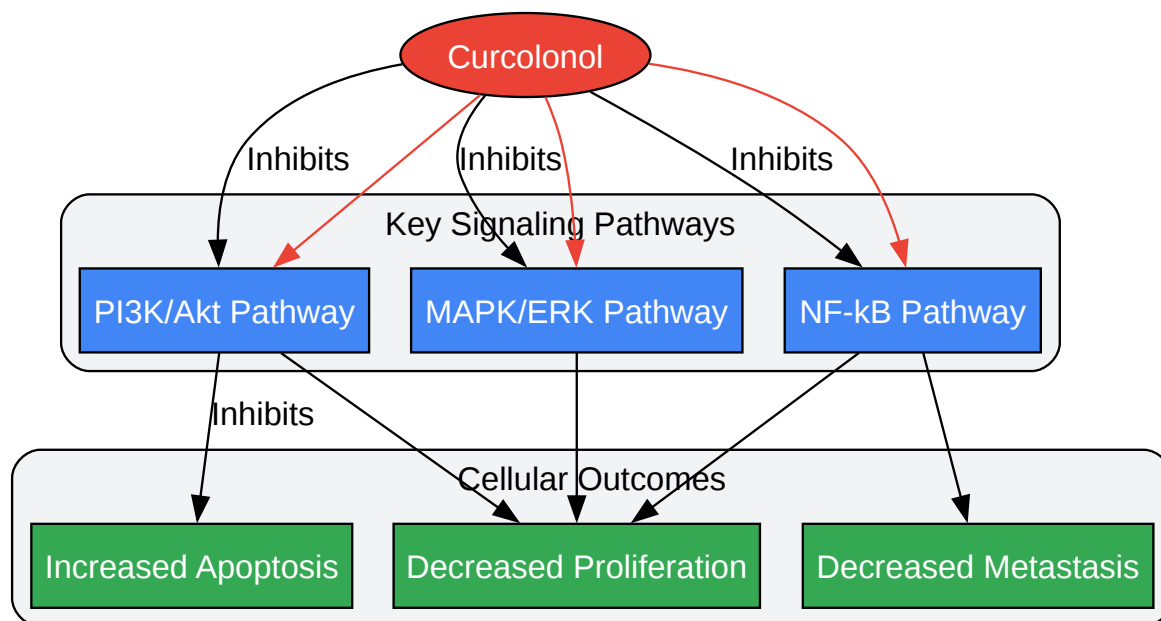 Curcolonol
Inhibits
Inhibits
Inhibits
Key Signaling Pathways
PI3K/Akt Pathway
MAPK/ERK Pathway
NF-kB Pathway
Inhibits
Cellular Outcomes
Increased Apoptosis
Decreased Proliferation
Decreased Metastasis